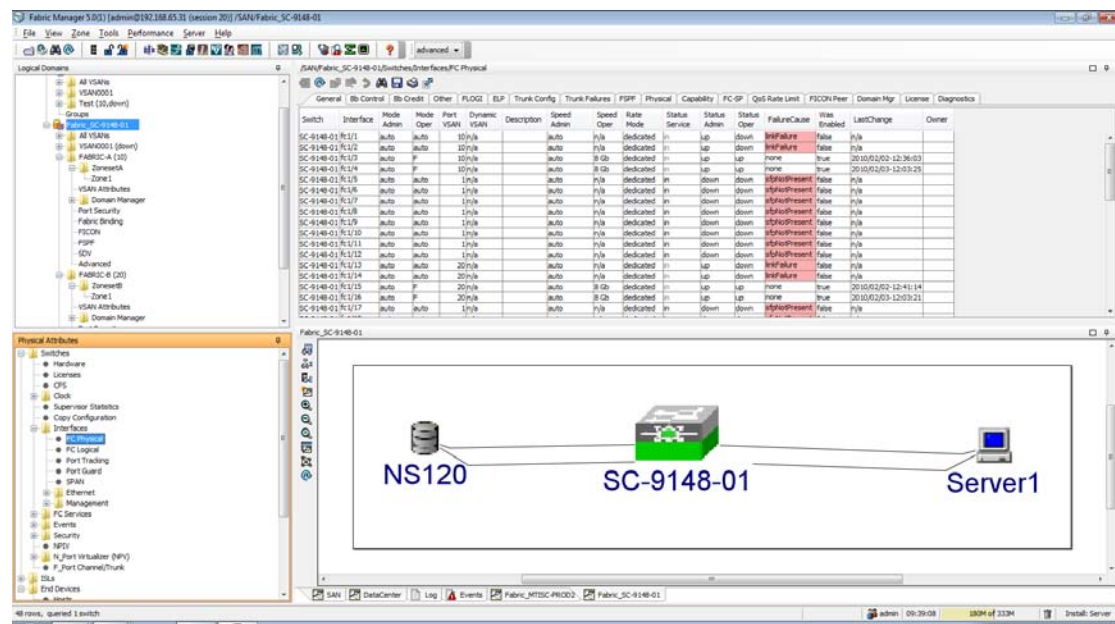 Fabric Manager 5.0(1) [admin@192.168.65.31 (session 20)] /SAN/Fabric_SC-9148-01
File View Zone Tools Performance Server Help
advanced
Logical Domains
All VSANs
VSAN0001
Test (10,down)
Groups
Fabric_SC-9148-01
All VSANs
VSAN0001 (down)
FABRIC-A (10)
ZonesetA
Zone1
VSAN Attributes
Domain Manager
Port Security
Fabric Binding
FICON
FSPF
SDV
Advanced
FABRIC-B (20)
ZonesetB
Zone1
VSAN Attributes
Domain Manager
/SAN/Fabric_SC-9148-01/Switches/Interfaces/FC Physical
General Bb Control Bb Credit Other FLOGI ELP Trunk Config Trunk Failures FSPF Physical Capability FC-SP QoS Rate Limit FICON Peer Domain Mgr License Diagnostics
Switch Interface Mode Admin Mode Oper Port VSAN Dynamic VSAN Description Speed Admin Speed Oper Rate Mode Status Service Status Admin Status Oper FailureCause Was Enabled LastChange Owner
SC-9148-01 fc1/1 auto auto 10 n/a auto n/a dedicated in up down linkFailure false n/a
SC-9148-01 fc1/2 auto auto 10 n/a auto n/a dedicated in up down linkFailure false n/a
SC-9148-01 fc1/3 auto F 10 n/a auto 8 Gb dedicated in up up none true 2010/02/02-12:36:03
SC-9148-01 fc1/4 auto F 10 n/a auto 8 Gb dedicated in up up none true 2010/02/03-12:03:25
SC-9148-01 fc1/5 auto auto 1 n/a auto n/a dedicated in down down sfpNotPresent false n/a
SC-9148-01 fc1/6 auto auto 1 n/a auto n/a dedicated in down down sfpNotPresent false n/a
SC-9148-01 fc1/7 auto auto 1 n/a auto n/a dedicated in down down sfpNotPresent false n/a
SC-9148-01 fc1/8 auto auto 1 n/a auto n/a dedicated in down down sfpNotPresent false n/a
SC-9148-01 fc1/9 auto auto 1 n/a auto n/a dedicated in down down sfpNotPresent false n/a
SC-9148-01 fc1/10 auto auto 1 n/a auto n/a dedicated in down down sfpNotPresent false n/a
SC-9148-01 fc1/11 auto auto 1 n/a auto n/a dedicated in down down sfpNotPresent false n/a
SC-9148-01 fc1/12 auto auto 1 n/a auto n/a dedicated in down down sfpNotPresent false n/a
SC-9148-01 fc1/13 auto auto 20 n/a auto n/a dedicated in up down linkFailure false n/a
SC-9148-01 fc1/14 auto auto 20 n/a auto n/a dedicated in up down linkFailure false n/a
SC-9148-01 fc1/15 auto F 20 n/a auto 8 Gb dedicated in up up none true 2010/02/02-12:41:14
SC-9148-01 fc1/16 auto F 20 n/a auto 8 Gb dedicated in up up none true 2010/02/03-12:03:21
SC-9148-01 fc1/17 auto auto 1 n/a auto n/a dedicated in down down sfpNotPresent false n/a
Physical Attributes
Switches
Hardware
Licenses
CFS
Clock
Supervisor Statistics
Copy Configuration
Interfaces
FC Physical
FC Logical
Port Tracking
Port Guard
SPAN
Ethernet
Management
FC Services
Events
Security
NPIV
N_Port Virtualizer (NPV)
F_Port Channel/Trunk
ISLs
End Devices
Hosts
Fabric_SC-9148-01
NS120
SC-9148-01
Server1
SAN DataCenter Log Events Fabric_MTISC-PROD2 Fabric_SC-9148-01
48 rows, queried 1 switch
admin 09:39:08 180M of 333M Install: Server